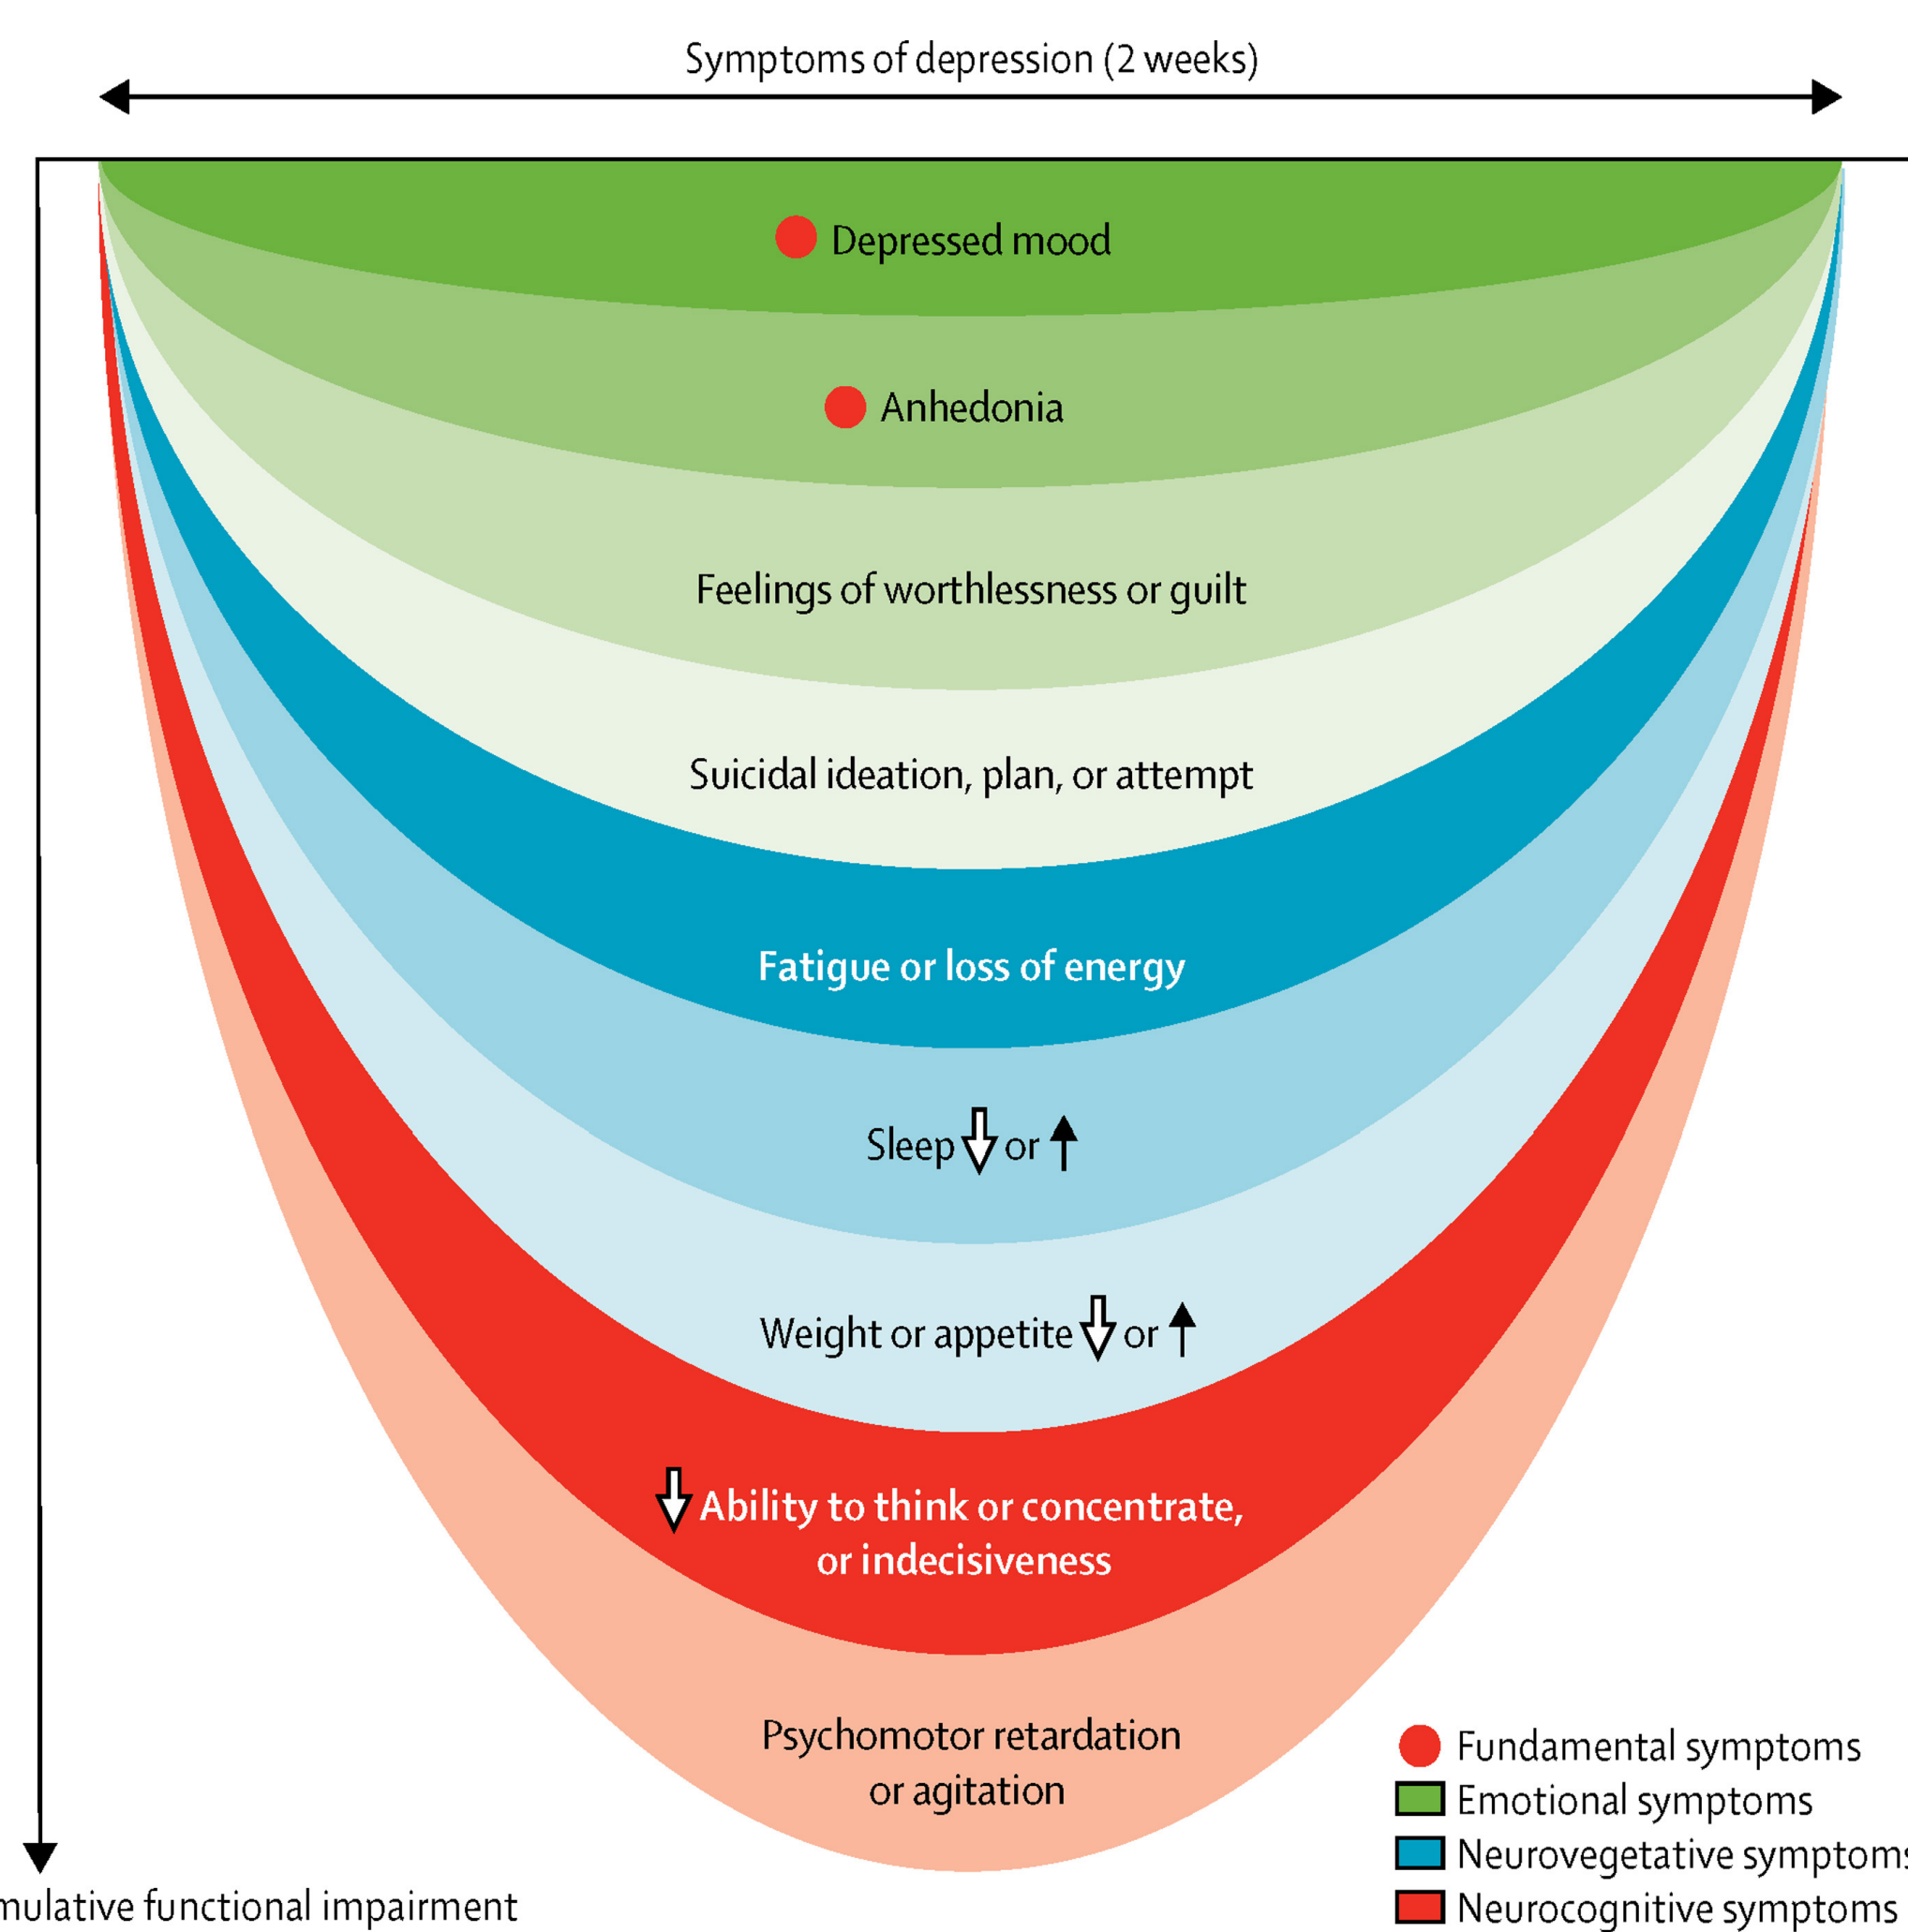 Symptoms of depression (2 weeks)
Depressed mood
Anhedonia
Feelings of worthlessness or guilt
Suicidal ideation, plan, or attempt
Fatigue or loss of energy
Sleep ⇩ or ↑
Weight or appetite ⇩ or ↑
⇩ Ability to think or concentrate,
or indecisiveness
Psychomotor retardation
or agitation
Fundamental symptoms
Emotional symptoms
Neurovegetative symptoms
Neurocognitive symptoms
mulative functional impairment